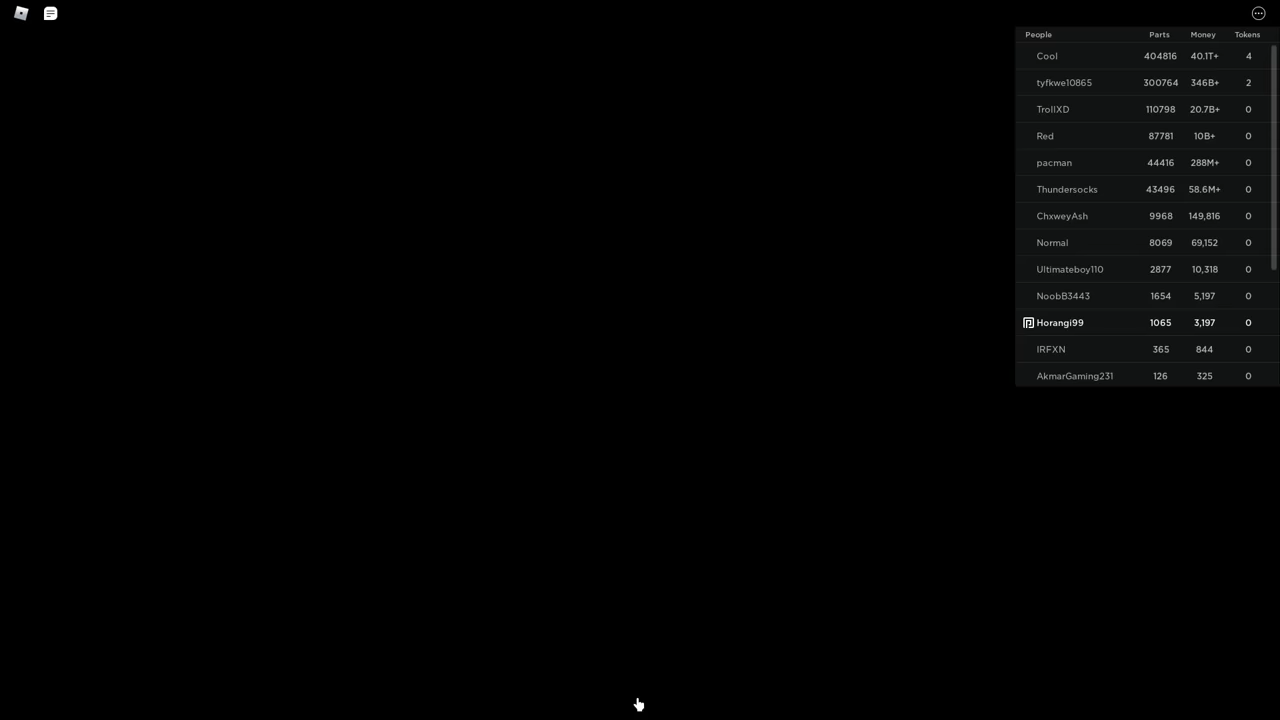 People Parts Money Tokens
Cool 404816 40.1T+ 4
tyfkwe10865 300764 346B+ 2
TrollXD 110798 20.7B+ 0
Red 87781 10B+ 0
pacman 44416 288M+ 0
Thundersocks 43496 58.6M+ 0
ChxweyAsh 9968 149,816 0
Normal 8069 69,152 0
Ultimateboy110 2877 10,318 0
NoobB3443 1654 5,197 0
Horangi99 1065 3,197 0
IRFXN 365 844 0
AkmarGaming231 126 325 0